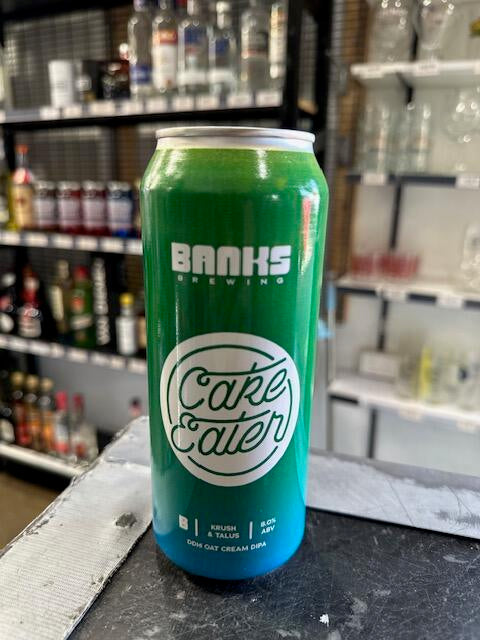 BANKS
BREWING
Cake
Eater
B | KRUSH & TALUS | 8.0% ABV
DDH OAT CREAM DIPA